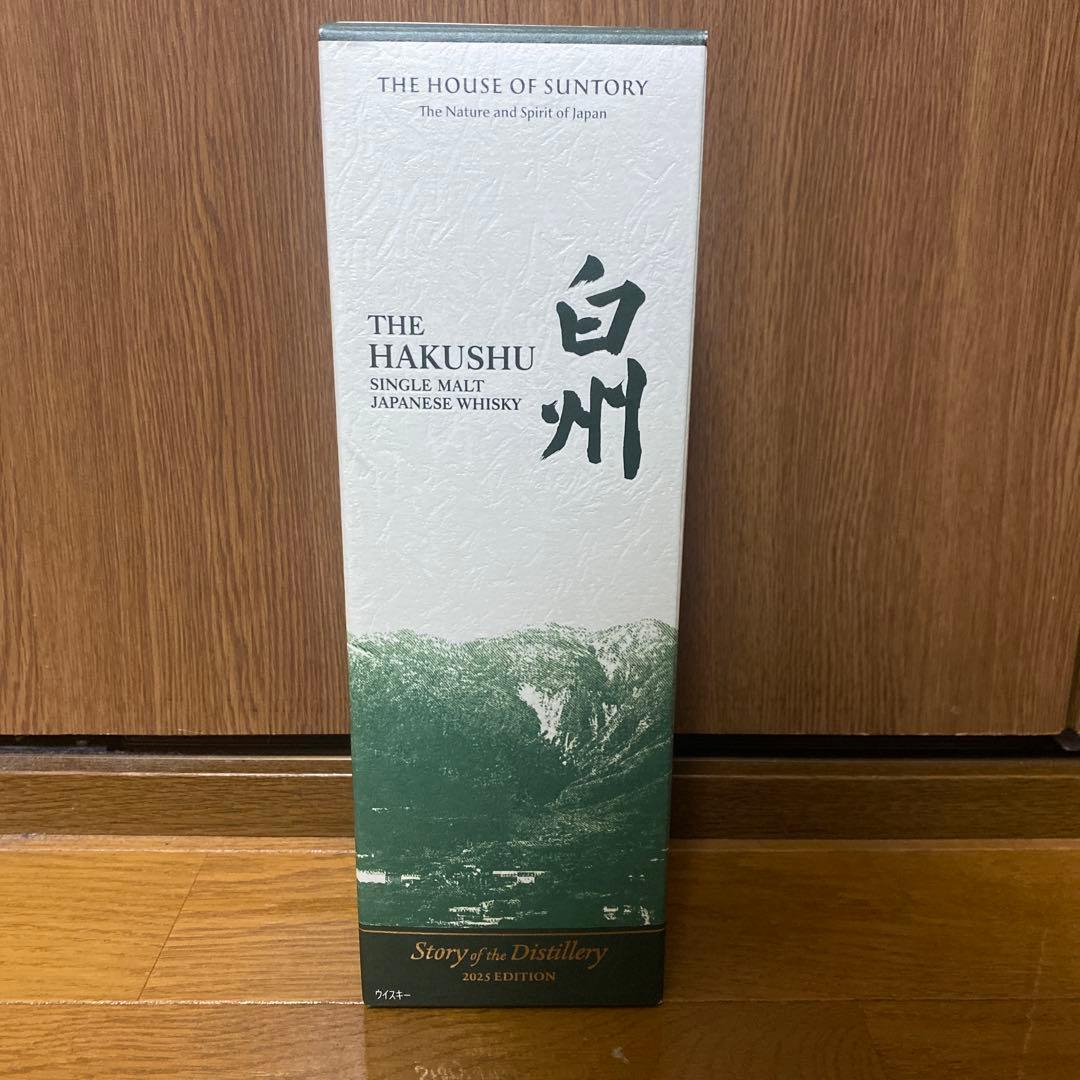 THE HOUSE OF SUNTORY
The Nature and Spirit of Japan
THE
HAKUSHU
SINGLE MALT
JAPANESE WHISKY
白州
Story of the Distillery
2025 EDITION
ウイスキー